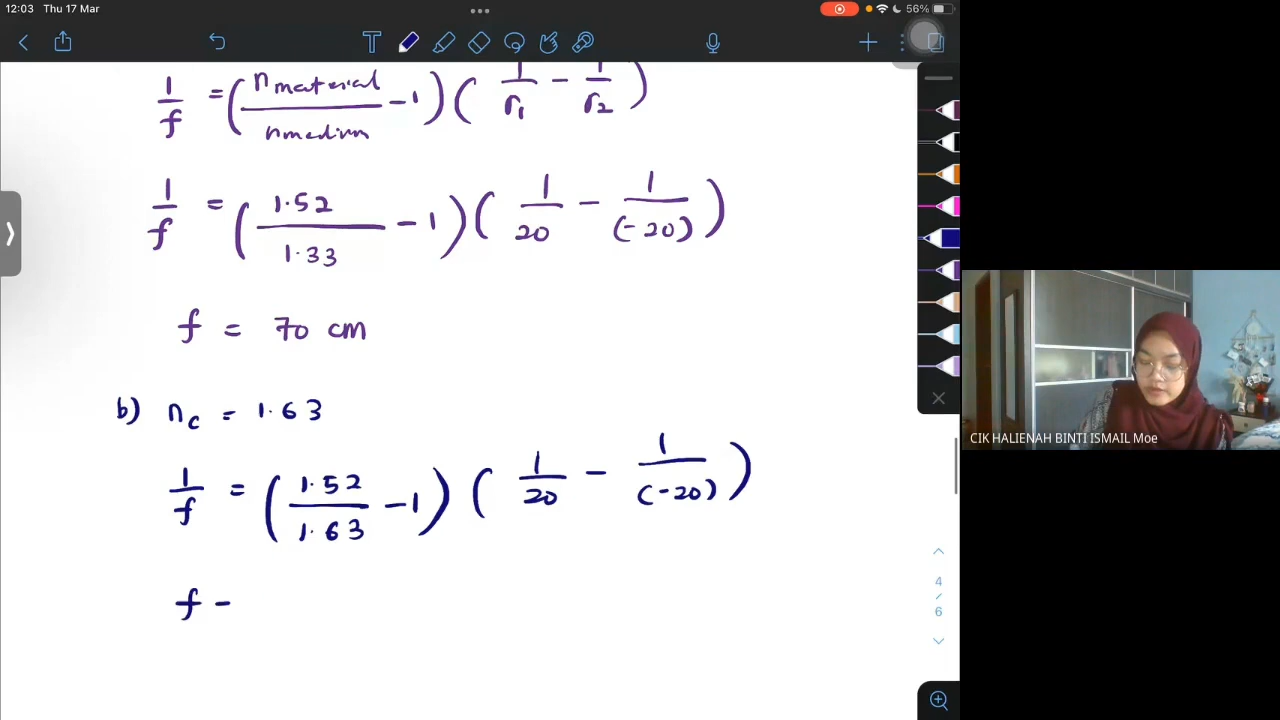 12:03 Thu 17 Mar
56%
1/f = (n material / n medium − 1)(1/r1 − 1/r2)
1/f = (1.52/1.33 − 1)(1/20 − 1/(−20))
f = 70 cm
b) nc = 1.63
1/f = (1.52/1.63 − 1)(1/20 − 1/(−20))
f −
4/6
CIK HALIENAH BINTI ISMAIL Moe